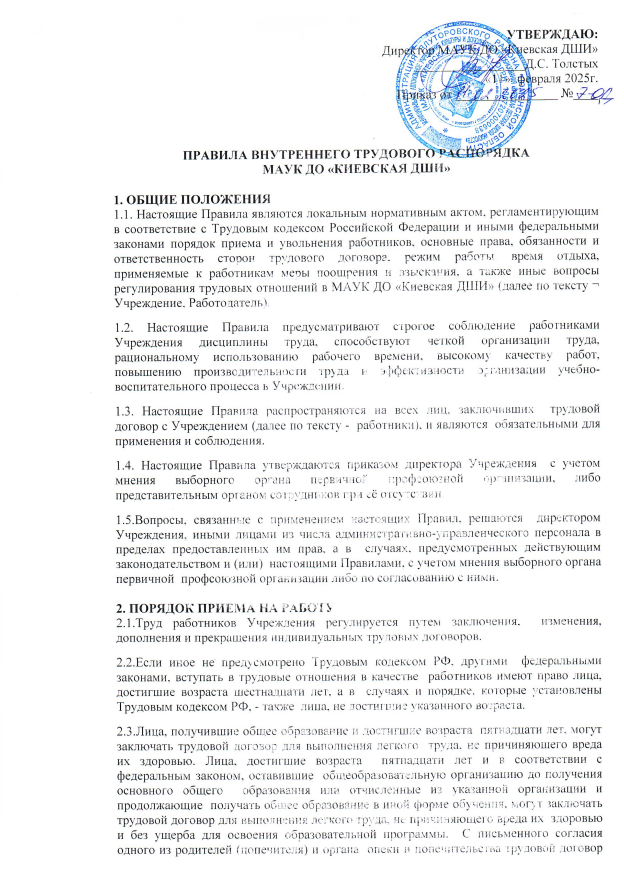 УТВЕРЖДАЮ:
Директор МАУК ДО «Киевская ДШИ»
Д.С. Толстых
февраля 2025г.
Приказ от № 7-ОД
ПРАВИЛА ВНУТРЕННЕГО ТРУДОВОГО РАСПОРЯДКА
МАУК ДО «КИЕВСКАЯ ДШИ»
1. ОБЩИЕ ПОЛОЖЕНИЯ
1.1. Настоящие Правила являются локальным нормативным актом, регламентирующим
в соответствие с Трудовым кодексом Российской Федерации и иными федеральными
законами порядок приема и увольнения работников, основные права, обязанности и
ответственность сторон трудового договора, режим работы время отдыха,
применяемые к работникам меры поощрения и взыскания, а также иные вопросы
регулирования трудовых отношений в МАУК ДО «Киевская ДШИ» (далее по тексту ¬
Учреждение, Работодатель).
1.2. Настоящие Правила предусматривают строгое соблюдение работниками
Учреждения дисциплины труда, способствуют четкой организации труда,
рациональному использованию рабочего времени, высокому качеству работ,
повышению производительности труда и эффективности организации учебно-
воспитательного процесса в Учреждении.
1.3. Настоящие Правила распространяются на всех лиц, заключивших трудовой
договор с Учреждением (далее по тексту - работники), и являются обязательными для
применения и соблюдения.
1.4. Настоящие Правила утверждаются приказом директора Учреждения с учетом
мнения выборного органа первичной профсоюзной организации, либо
представительным органом сотрудников при её отсутствии
1.5.Вопросы, связанные с применением настоящих Правил, решаются директором
Учреждения, иными лицами из числа административно-управленческого персонала в
пределах предоставленных им прав, а в случаях, предусмотренных действующим
законодательством и (или) настоящими Правилами, с учетом мнения выборного органа
первичной профсоюзной организации либо по согласованию с ними.
2. ПОРЯДОК ПРИЕМА НА РАБОТУ
2.1.Труд работников Учреждения регулируется путем заключения, изменения,
дополнения и прекращения индивидуальных трудовых договоров.
2.2.Если иное не предусмотрено Трудовым кодексом РФ, другими федеральными
законами, вступать в трудовые отношения в качестве работников имеют право лица,
достигшие возраста шестнадцати лет, а в случаях и порядке, которые установлены
Трудовым кодексом РФ, - также лица, не достигшие указанного возраста.
2.3.Лица, получившие общее образование и достигшие возраста пятнадцати лет, могут
заключать трудовой договор для выполнения легкого труда, не причиняющего вреда
их здоровью. Лица, достигшие возраста пятнадцати лет и в соответствии с
федеральным законом, оставившие общеобразовательную организацию до получения
основного общего образования или отчисленные из указанной организации и
продолжающие получать общее образование в иной форме обучения, могут заключать
трудовой договор для выполнения легкого труда, не причиняющего вреда их здоровью
и без ущерба для освоения образовательной программы. С письменного согласия
одного из родителей (попечителя) и органа опеки и попечительства трудовой договор